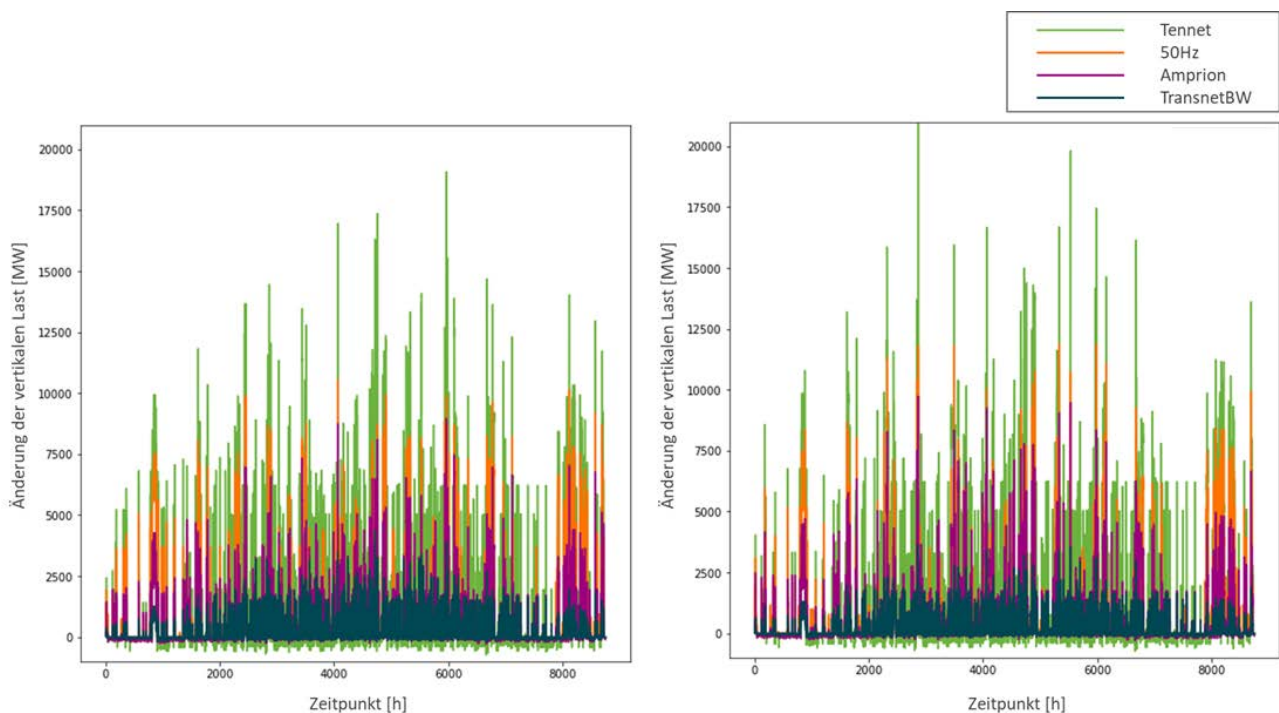 Tennet
50Hz
Amprion
TransnetBW
Änderung der vertikalen Last [MW]
20000
17500
15000
12500
10000
7500
5000
2500
0
0 2000 4000 6000 8000
Zeitpunkt [h]
Änderung der vertikalen Last [MW]
20000
17500
15000
12500
10000
7500
5000
2500
0
0 2000 4000 6000 8000
Zeitpunkt [h]